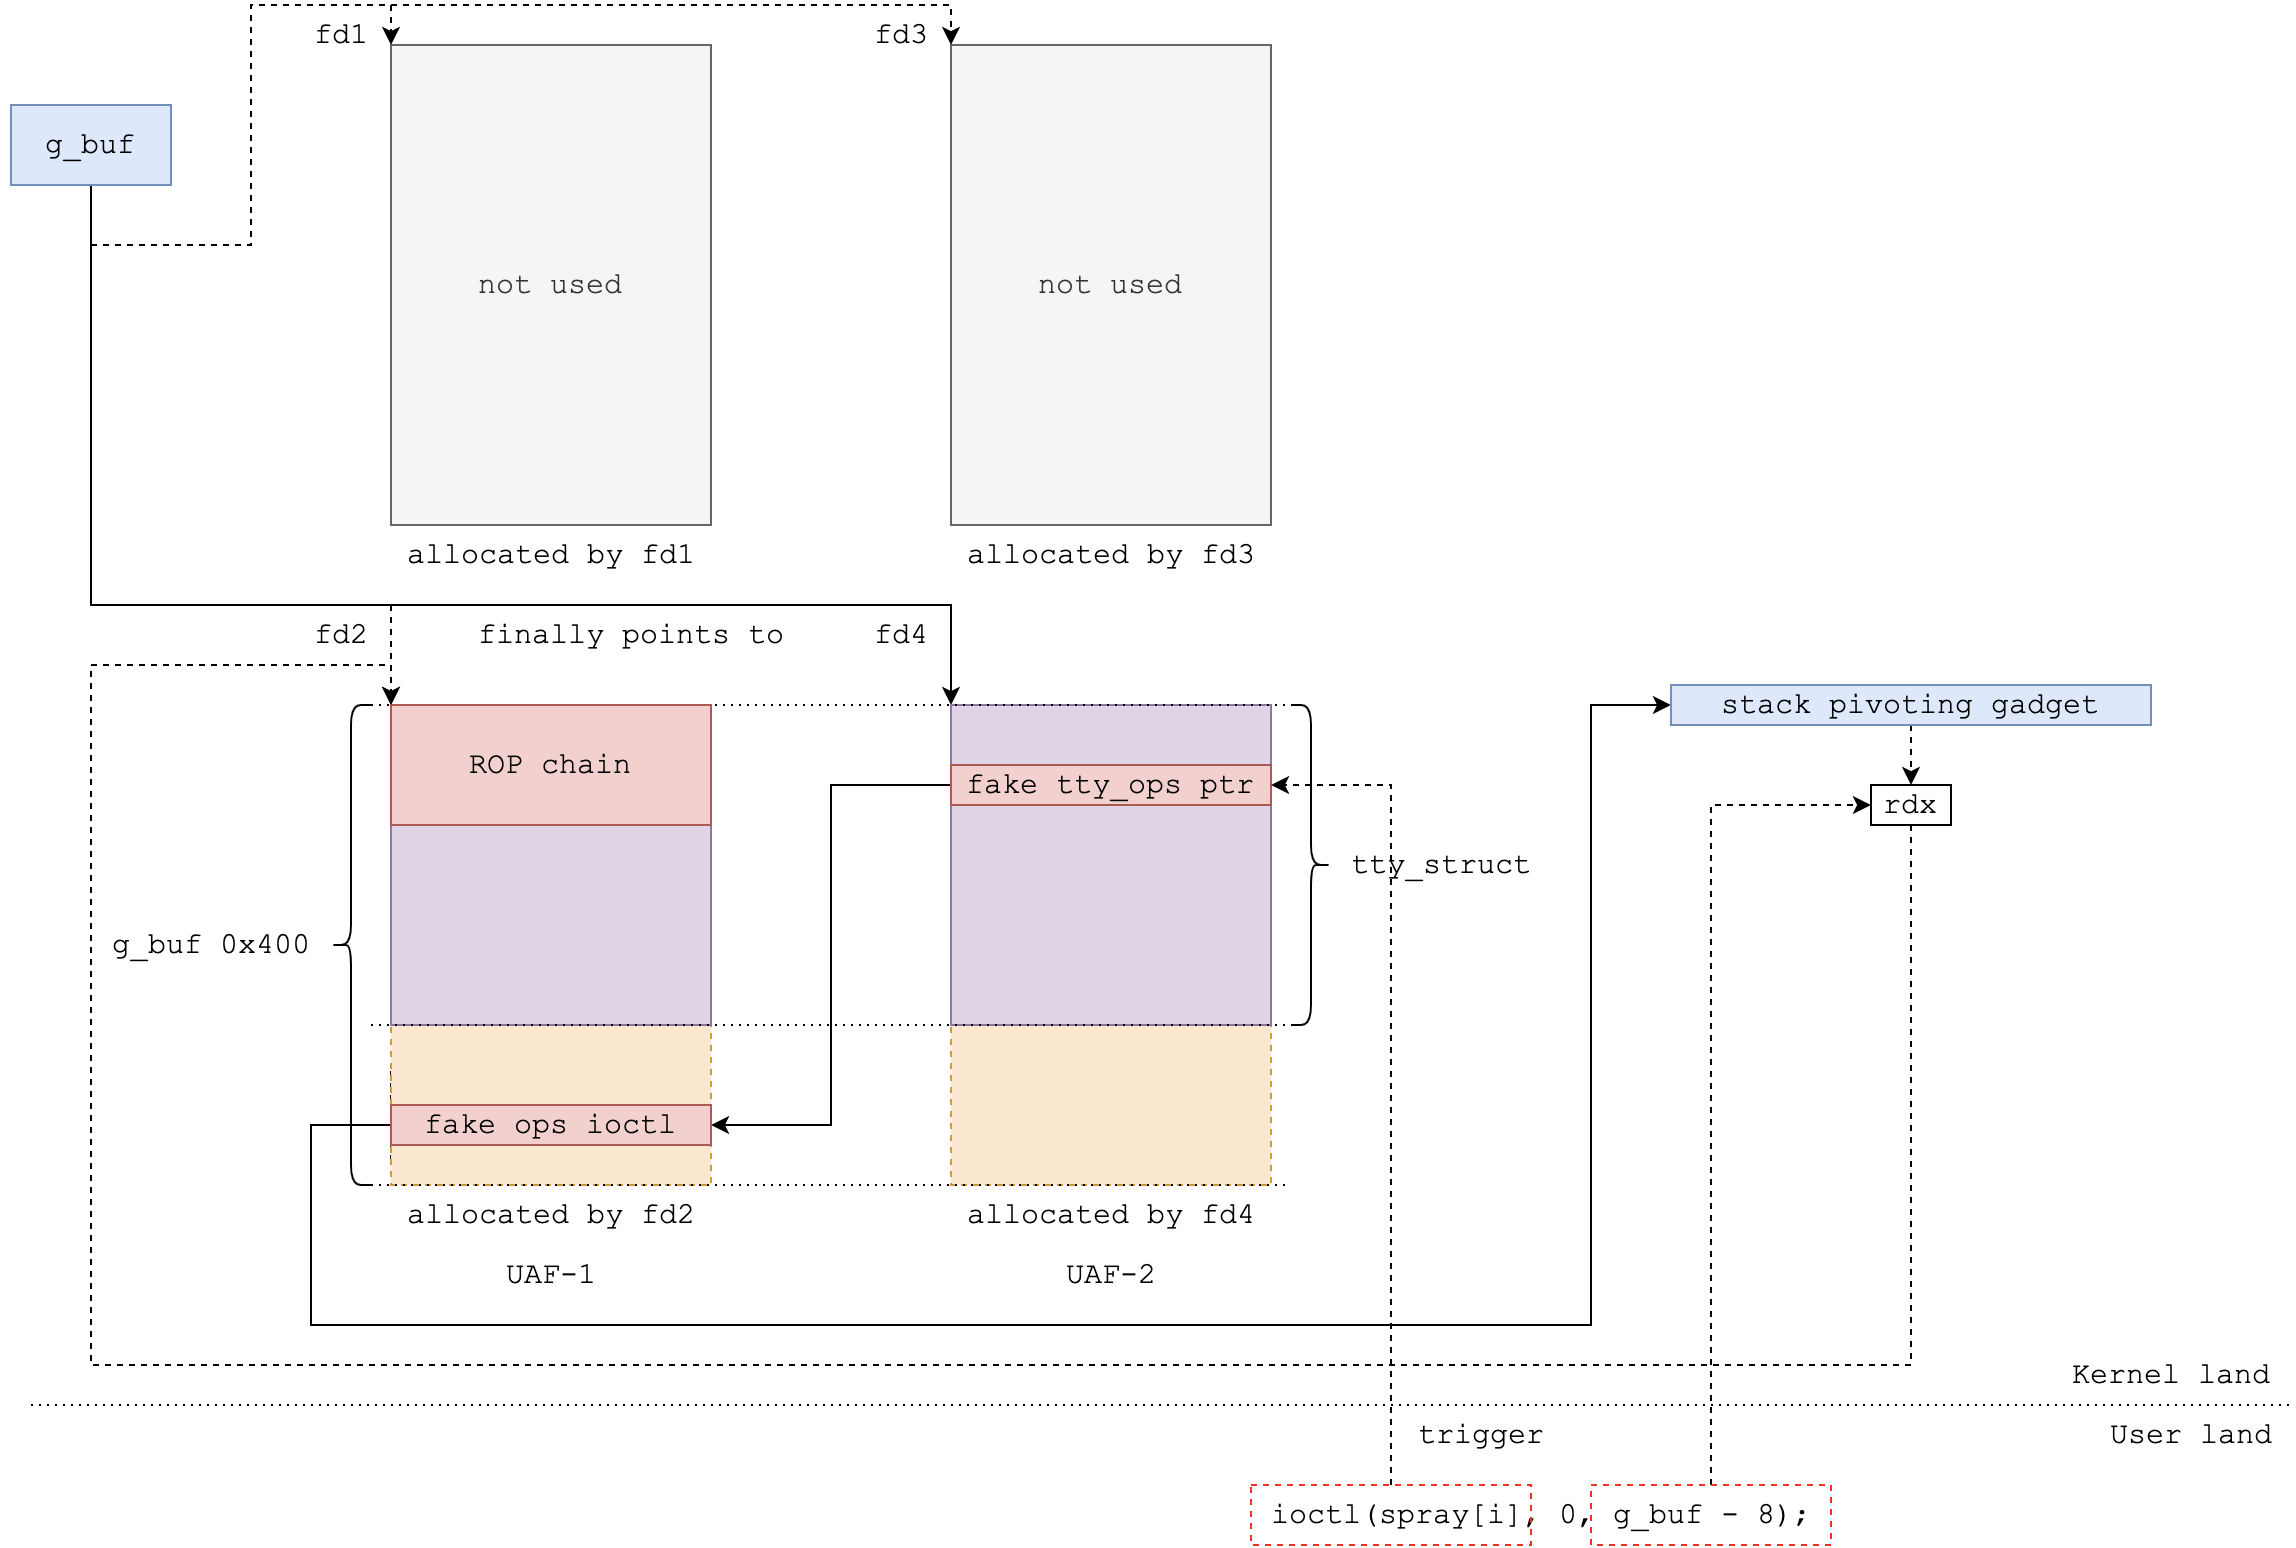 fd1
fd3
g_buf
not used
not used
allocated by fd1
allocated by fd3
fd2
finally points to
fd4
stack pivoting gadget
ROP chain
fake tty_ops ptr
rdx
tty_struct
g_buf 0x400
fake ops ioctl
allocated by fd2
allocated by fd4
UAF-1
UAF-2
Kernel land
trigger
User land
ioctl(spray[i], 0, g_buf - 8);